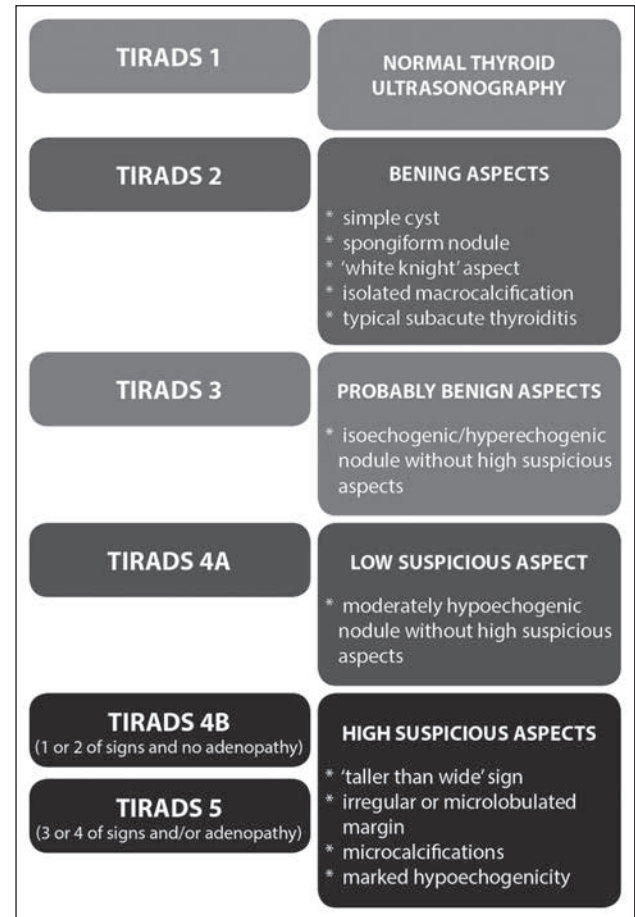 TIRADS 1
NORMAL THYROID
ULTRASONOGRAPHY
TIRADS 2
BENING ASPECTS
* simple cyst
* spongiform nodule
* 'white knight' aspect
* isolated macrocalcification
* typical subacute thyroiditis
TIRADS 3
PROBABLY BENIGN ASPECTS
* isoechogenic/hyperechogenic
nodule without high suspicious
aspects
TIRADS 4A
LOW SUSPICIOUS ASPECT
* moderately hypoechogenic
nodule without high suspicious
aspects
TIRADS 4B
(1 or 2 of signs and no adenopathy)
TIRADS 5
(3 or 4 of signs and/or adenopathy)
HIGH SUSPICIOUS ASPECTS
* 'taller than wide' sign
* irregular or microlobulated
margin
* microcalcifications
* marked hypoechogenicity